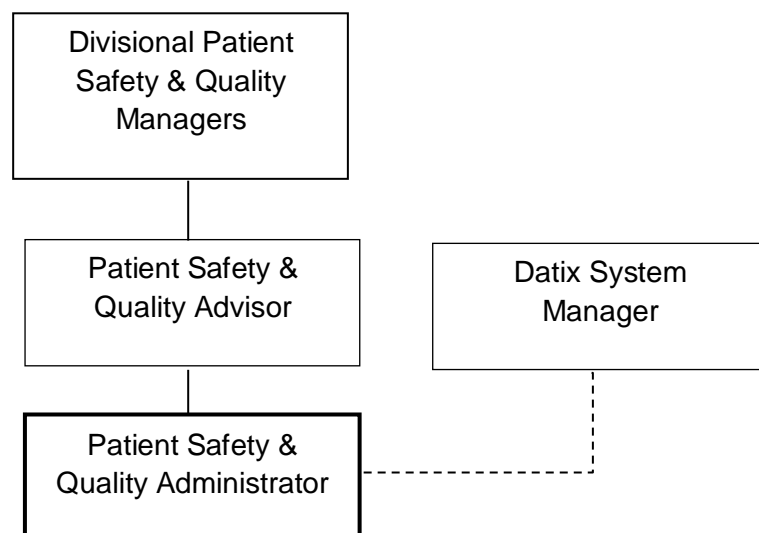 Divisional Patient
Safety & Quality
Managers
Patient Safety &
Quality Advisor
Datix System
Manager
Patient Safety &
Quality Administrator